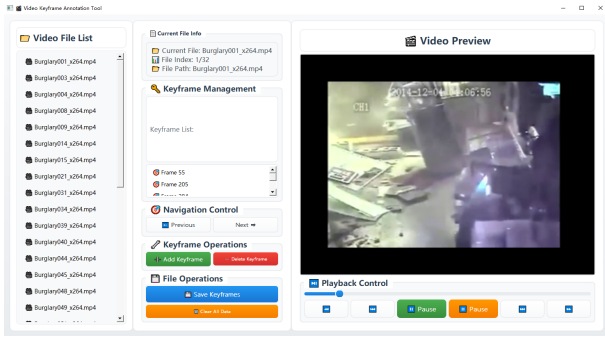 Video Keyframe Annotation Tool
Video File List
Burglary001_x264.mp4
Burglary003_x264.mp4
Burglary004_x264.mp4
Burglary008_x264.mp4
Burglary009_x264.mp4
Burglary014_x264.mp4
Burglary015_x264.mp4
Burglary021_x264.mp4
Burglary031_x264.mp4
Burglary034_x264.mp4
Burglary039_x264.mp4
Burglary040_x264.mp4
Burglary044_x264.mp4
Burglary045_x264.mp4
Burglary048_x264.mp4
Burglary049_x264.mp4
Current File Info
Current File: Burglary001_x264.mp4
File Index: 1/32
File Path: Burglary001_x264.mp4
Keyframe Management
Keyframe List:
Frame 55
Frame 205
Navigation Control
Previous
Next
Keyframe Operations
Add Keyframe
Delete Keyframe
File Operations
Save Keyframes
Clear All Data
Video Preview
CH1
Playback Control
Pause
Pause